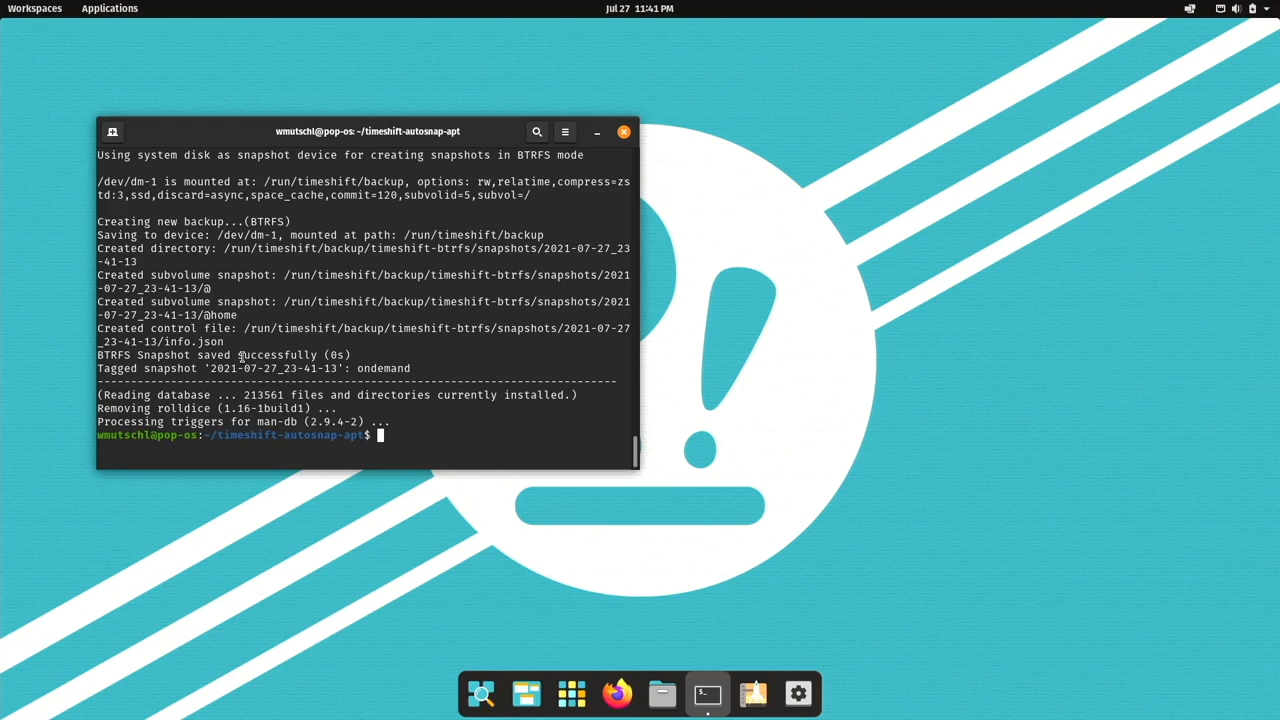 Workspaces Applications Jul 27 11:41 PM
wmutschl@pop-os: ~/timeshift-autosnap-apt
Using system disk as snapshot device for creating snapshots in BTRFS mode
/dev/dm-1 is mounted at: /run/timeshift/backup, options: rw,relatime,compress=zs
td:3,ssd,discard=async,space_cache,commit=120,subvolid=5,subvol=/
Creating new backup...(BTRFS)
Saving to device: /dev/dm-1, mounted at path: /run/timeshift/backup
Created directory: /run/timeshift/backup/timeshift-btrfs/snapshots/2021-07-27_23
-41-13
Created subvolume snapshot: /run/timeshift/backup/timeshift-btrfs/snapshots/2021
-07-27_23-41-13/@
Created subvolume snapshot: /run/timeshift/backup/timeshift-btrfs/snapshots/2021
-07-27_23-41-13/@home
Created control file: /run/timeshift/backup/timeshift-btrfs/snapshots/2021-07-27
_23-41-13/info.json
BTRFS Snapshot saved successfully (0s)
Tagged snapshot '2021-07-27_23-41-13': ondemand
------------------------------------------------------------------------------
(Reading database ... 213561 files and directories currently installed.)
Removing rolldice (1.16-1build1) ...
Processing triggers for man-db (2.9.4-2) ...
wmutschl@pop-os:~/timeshift-autosnap-apt$